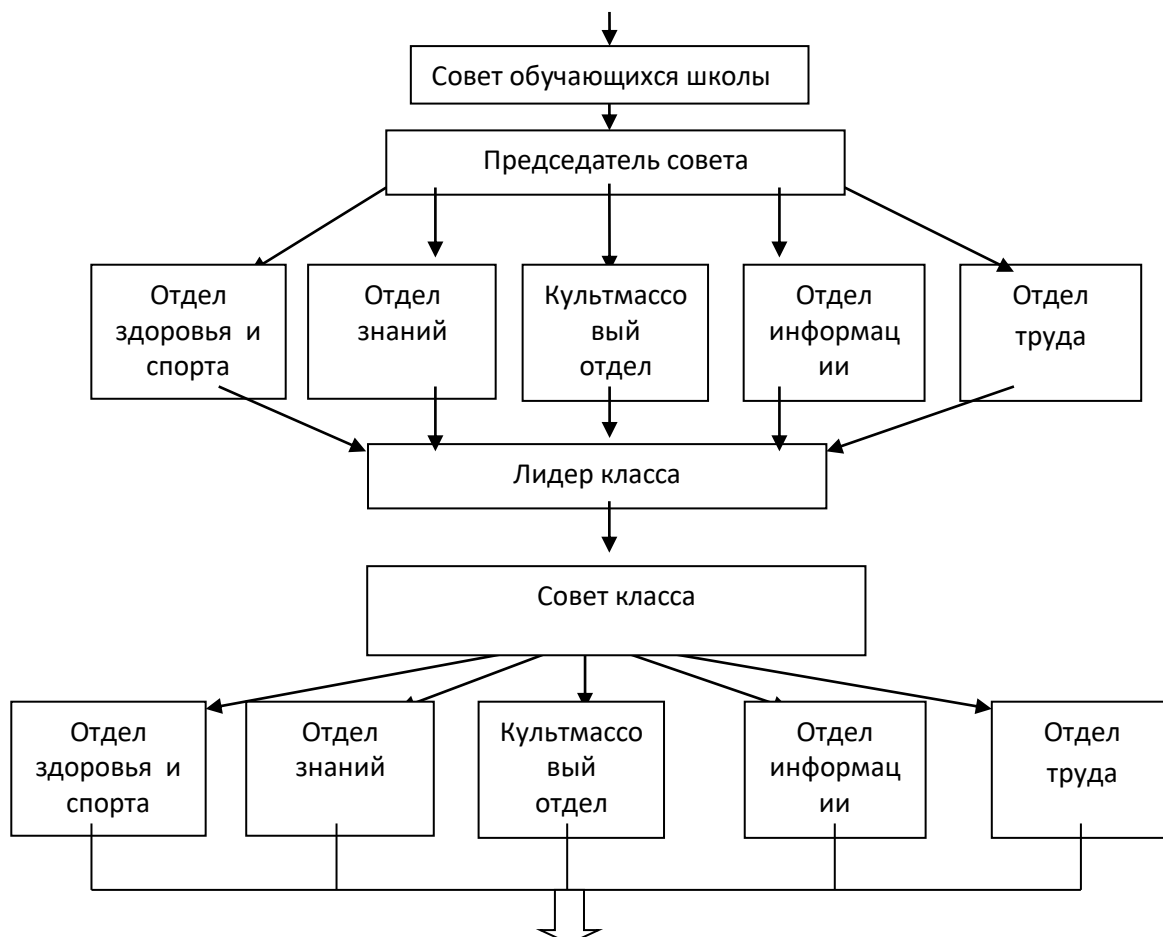 Совет обучающихся школы
Председатель совета
Отдел
здоровья и
спорта
Отдел
знаний
Культмассо
вый
отдел
Отдел
информац
ии
Отдел
труда
Лидер класса
Совет класса
Отдел
здоровья и
спорта
Отдел
знаний
Культмассо
вый
отдел
Отдел
информац
ии
Отдел
труда